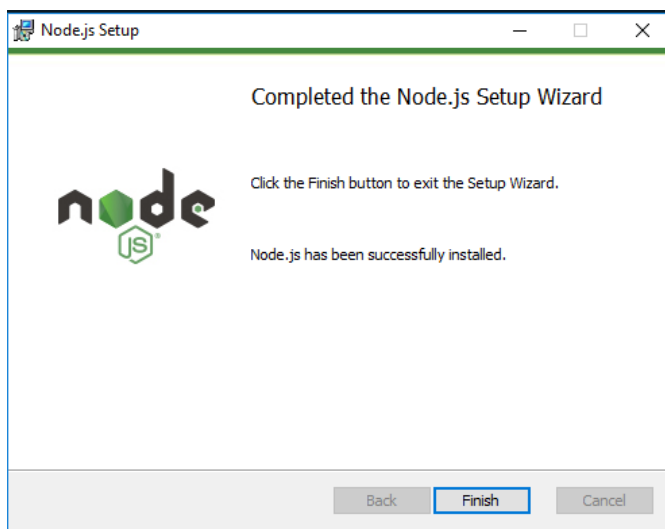 Node.js Setup
Completed the Node.js Setup Wizard
Click the Finish button to exit the Setup Wizard.
node
JS®
Node.js has been successfully installed.
Back
Finish
Cancel